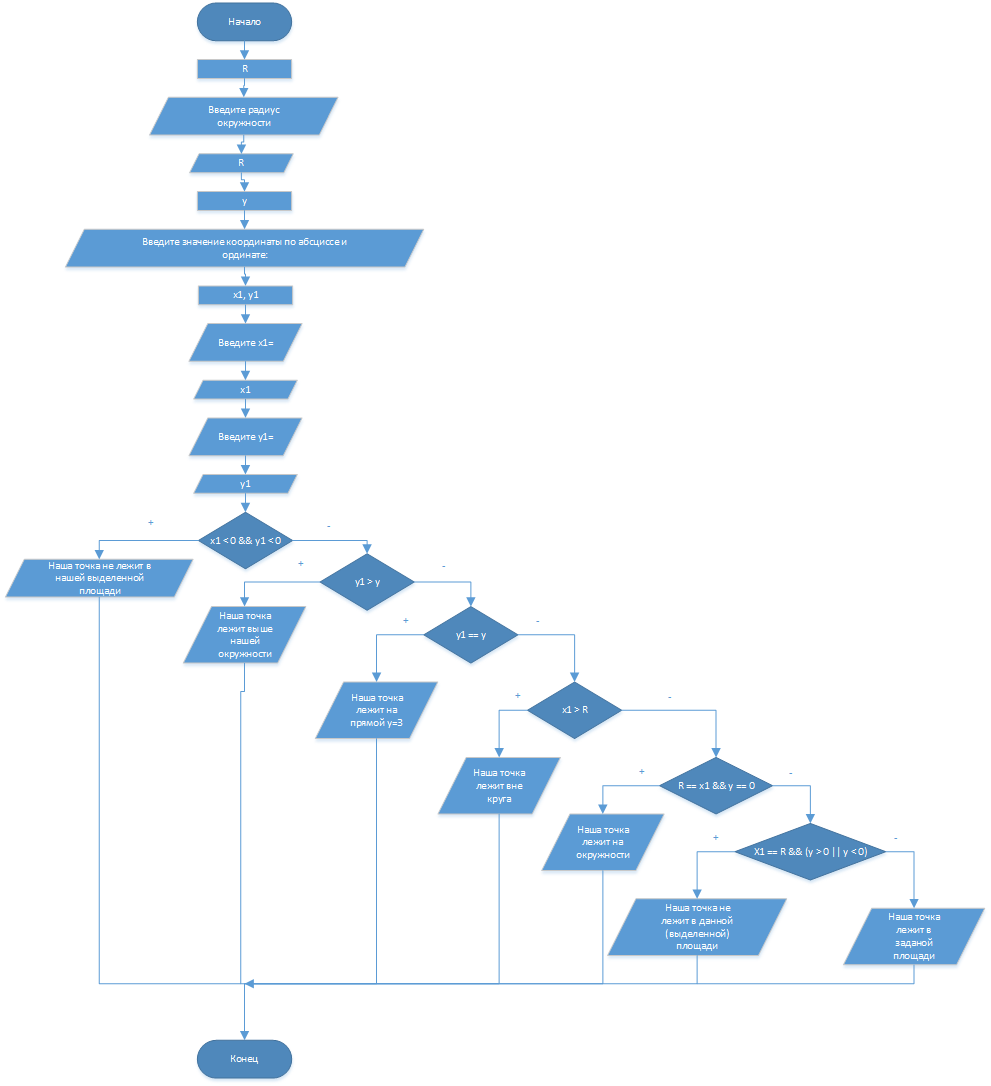 Начало
R
Введите радиус
окружности
R
y
Введите значение координаты по абсциссе и
ординате:
x1, y1
Введите x1=
x1
Введите y1=
y1
x1 < 0 && y1 < 0
+
-
Наша точка не лежит в
нашей выделенной
площади
y1 > y
+
-
Наша точка
лежит выше
нашей
окружности
y1 == y
+
-
Наша точка
лежит на
прямой y=3
x1 > R
+
-
Наша точка
лежит вне
круга
R == x1 && y == 0
+
-
Наша точка
лежит на
окружности
X1 == R && (y > 0 || y < 0)
+
-
Наша точка не
лежит в данной
(выделенной)
площади
Наша точка
лежит в
заданой
площади
Конец